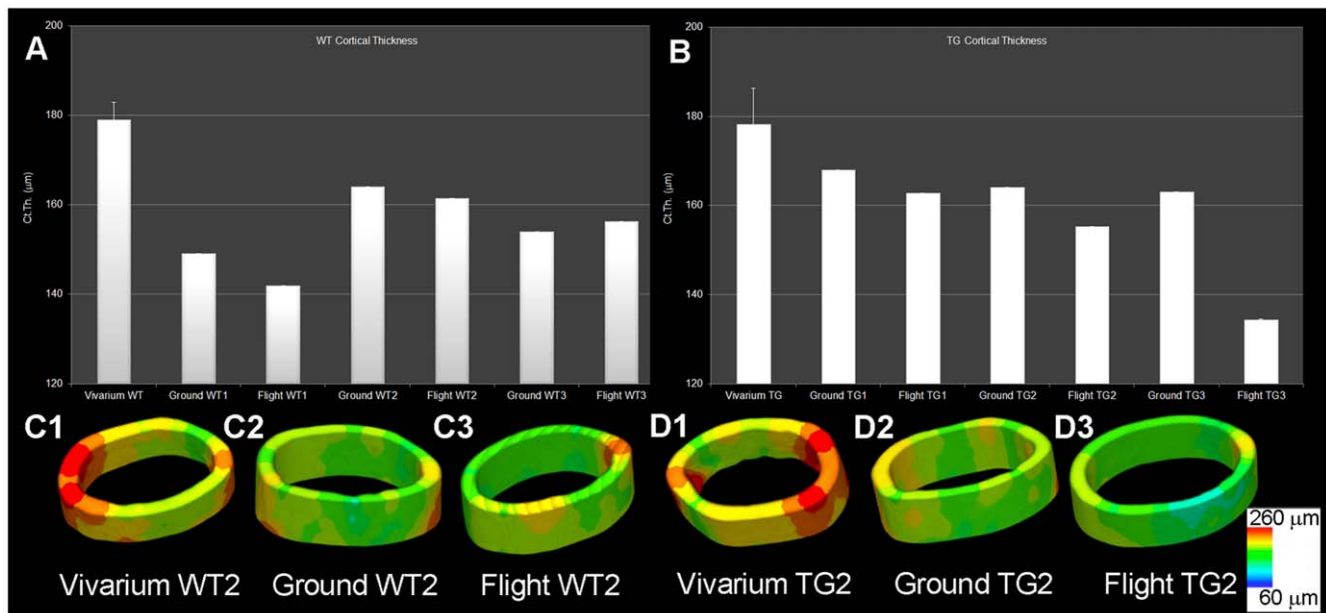 A
WT Cortical Thickness
200
180
160
140
120
Ct.Th. (μm)
Vivarium WT
Ground WT1
Flight WT1
Ground WT2
Flight WT2
Ground WT3
Flight WT3
B
TG Cortical Thickness
200
180
160
140
120
Ct.Th. (μm)
Vivarium TG
Ground TG1
Flight TG1
Ground TG2
Flight TG2
Ground TG3
Flight TG3
C1
C2
C3
D1
D2
D3
Vivarium WT2
Ground WT2
Flight WT2
Vivarium TG2
Ground TG2
Flight TG2
260 μm
60 μm